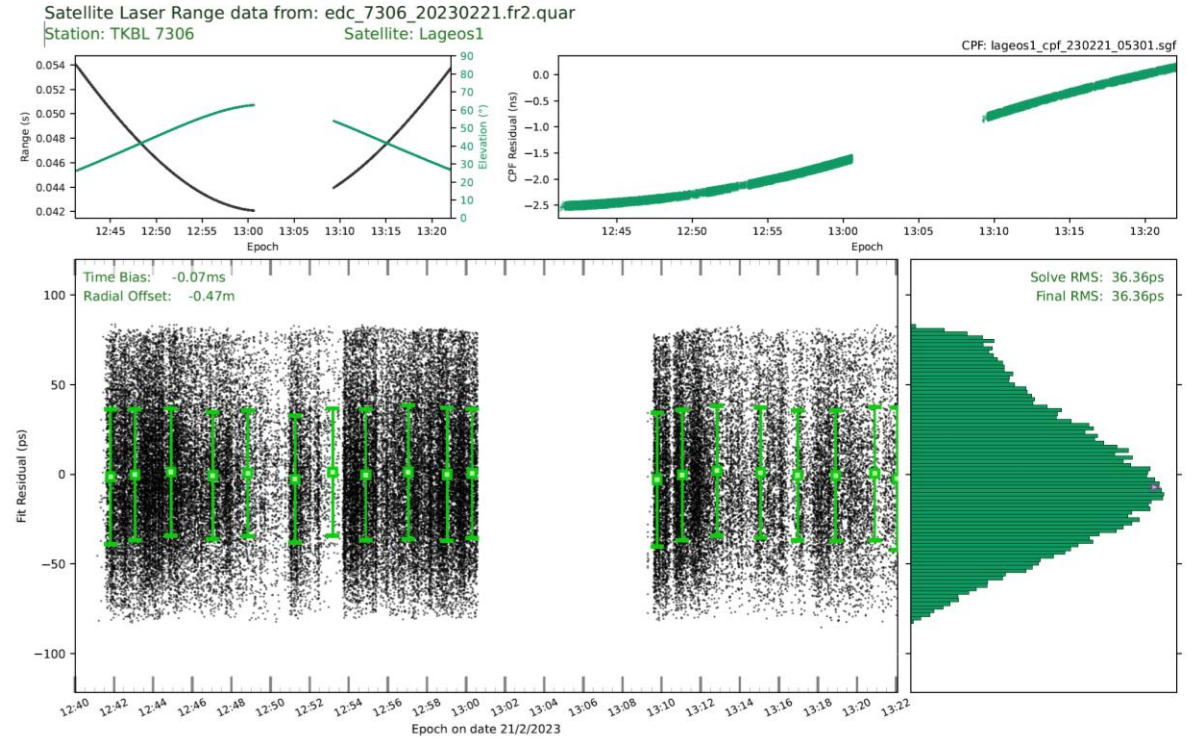 Satellite Laser Range data from: edc_7306_20230221.fr2.quar
Station: TKBL 7306 Satellite: Lageos1
CPF: lageos1_cpf_230221_05301.sgf
0.054
0.052
0.050
0.048
0.046
0.044
0.042
Range (s)
90
80
70
60
50
40
30
20
10
0
Elevation (°)
12:45 12:50 12:55 13:00 13:05 13:10 13:15 13:20
Epoch
0.0
−0.5
−1.0
−1.5
−2.0
−2.5
CPF Residual (ns)
12:45 12:50 12:55 13:00 13:05 13:10 13:15 13:20
Epoch
Time Bias: -0.07ms
Radial Offset: -0.47m
100
50
0
−50
−100
Fit Residual (ps)
12:40 12:42 12:44 12:46 12:48 12:50 12:52 12:54 12:56 12:58 13:00 13:02 13:04 13:06 13:08 13:10 13:12 13:14 13:16 13:18 13:20 13:22
Epoch on date 21/2/2023
Solve RMS: 36.36ps
Final RMS: 36.36ps